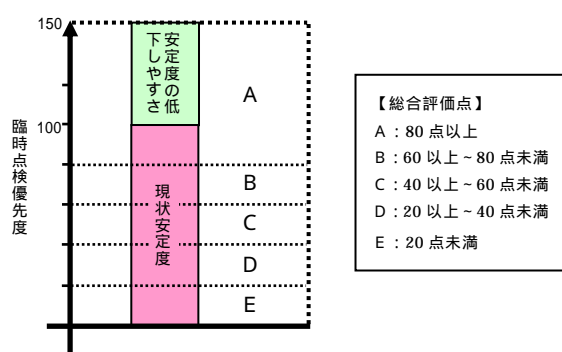 150
100
臨時点検優先度
安定度の低
下しやすさ
現状安定度
A
B
C
D
E
【総合評価点】
A：80 点以上
B：60 以上～80 点未満
C：40 以上～60 点未満
D：20 以上～40 点未満
E：20 点未満